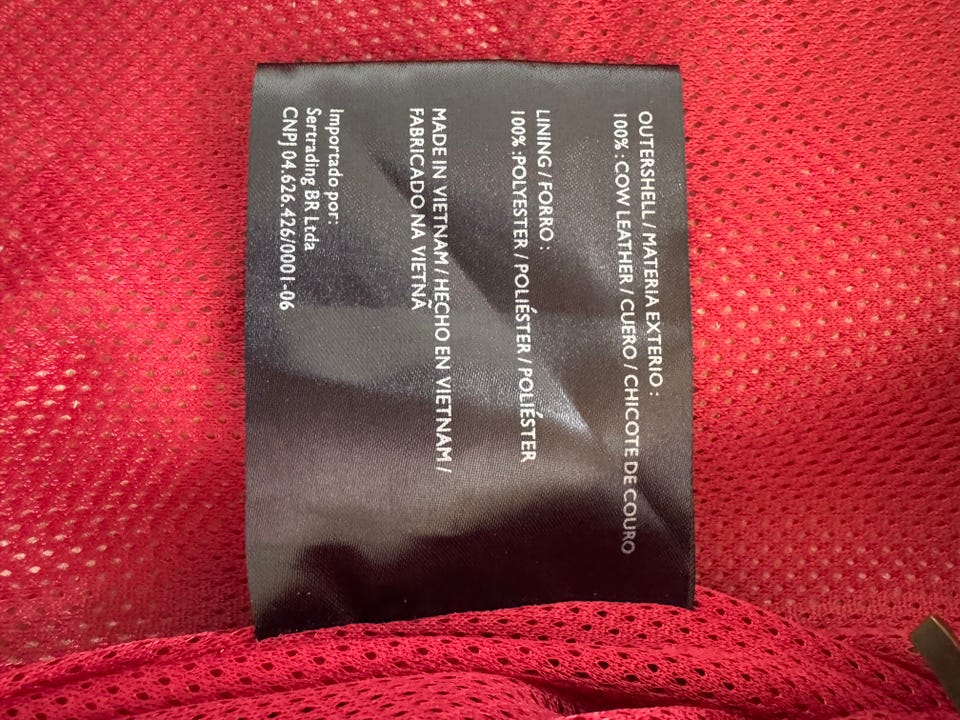 OUTERSHELL / MATERIA EXTERIO :
100% : COW LEATHER / CUERO / CHICOTE DE COURO
LINING / FORRO :
100% :POLYESTER / POLIÉSTER / POLIÉSTER
MADE IN VIETNAM / HECHO EN VIETNAM /
FABRICADO NA VIETNÃ
Importado por:
Sertrading BR Ltda
CNPJ 04.626.426/0001-06